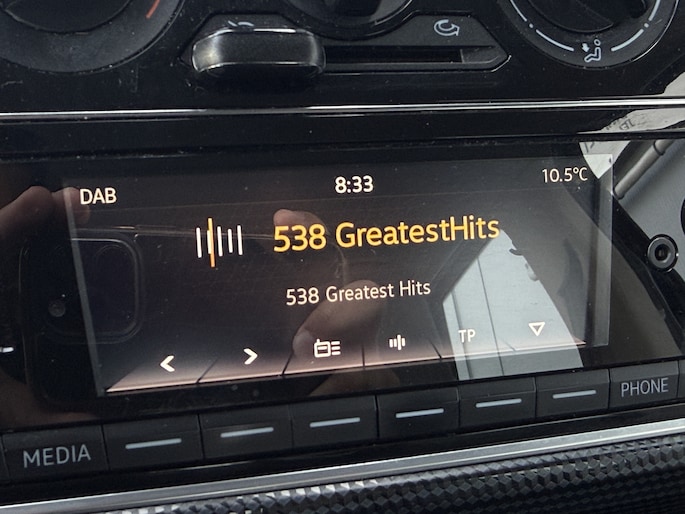 DAB
8:33
10.5°C
538 GreatestHits
538 Greatest Hits
TP
MEDIA
PHONE